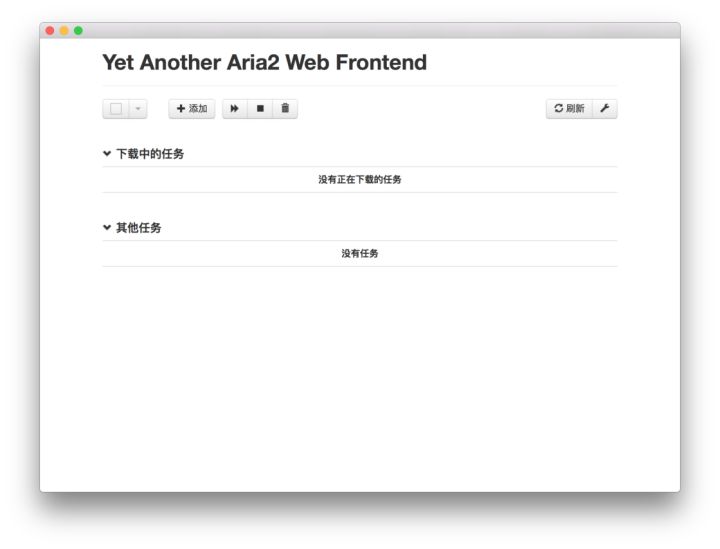 Yet Another Aria2 Web Frontend
添加 刷新
下载中的任务
没有正在下载的任务
其他任务
没有任务